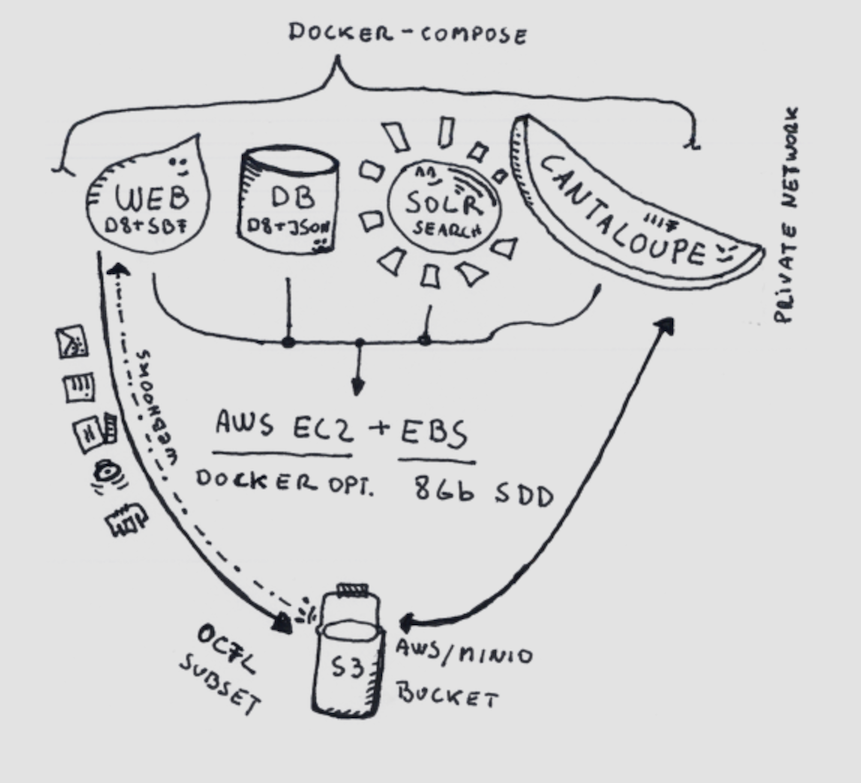 DOCKER-COMPOSE
WEB
D8+SBF
DB
D8+JSON
SOLR
SEARCH
CANTALOUPE
PRIVATE NETWORK
WEBHOOKS
AWS EC2 + EBS
DOCKER OPT. 8Gb SDD
OCFL
SUBSET
S3
AWS/MINIO
BUCKET